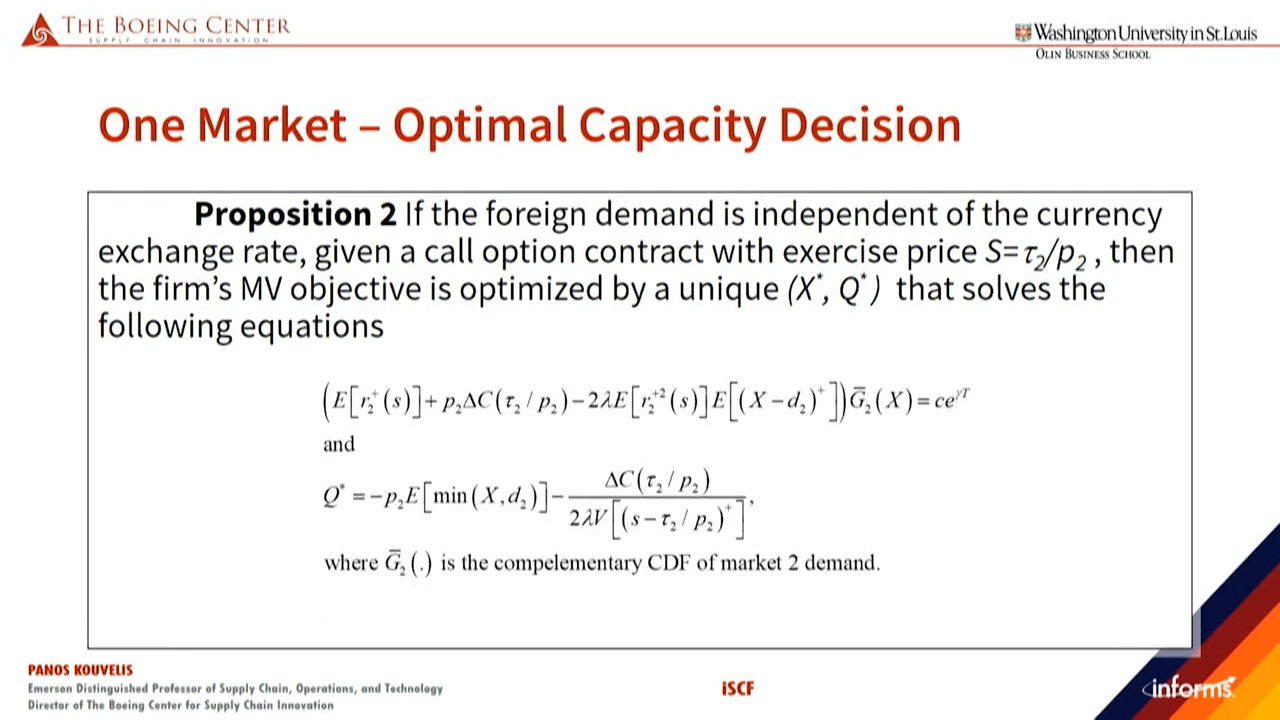 THE BOEING CENTER
SUPPLY CHAIN INNOVATION
Washington University in St. Louis
OLIN BUSINESS SCHOOL
One Market – Optimal Capacity Decision
Proposition 2 If the foreign demand is independent of the currency
exchange rate, given a call option contract with exercise price S=τ₂/p₂ , then
the firm's MV objective is optimized by a unique (X*, Q* ) that solves the
following equations
(E[r₂⁺(s)]+p₂ΔC(τ₂/p₂)−2λE[r₂⁺²(s)]E[(X−d₂)⁺])G̅₂(X)=ce^{rT}
and
Q* =−p₂E[min(X,d₂)]− ΔC(τ₂/p₂) / 2λV[(s−τ₂/p₂)⁺],
where G̅₂(.) is the compelementary CDF of market 2 demand.
PANOS KOUVELIS
Emerson Distinguished Professor of Supply Chain, Operations, and Technology
Director of The Boeing Center for Supply Chain Innovation
iSCF
informs